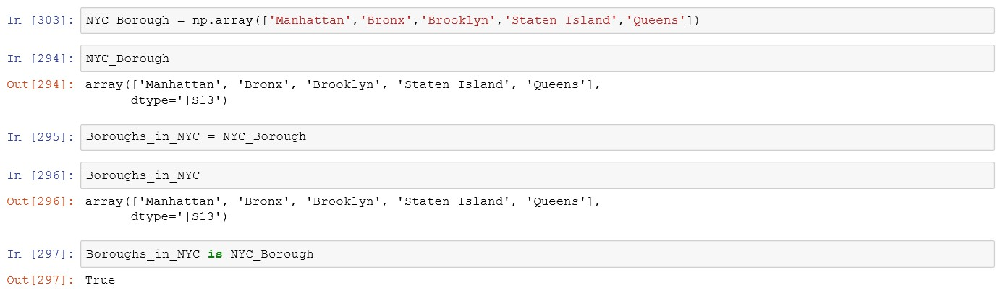 In [303]: NYC_Borough = np.array(['Manhattan','Bronx','Brooklyn','Staten Island','Queens'])
In [294]: NYC_Borough
Out[294]: array(['Manhattan', 'Bronx', 'Brooklyn', 'Staten Island', 'Queens'],
dtype='|S13')
In [295]: Boroughs_in_NYC = NYC_Borough
In [296]: Boroughs_in_NYC
Out[296]: array(['Manhattan', 'Bronx', 'Brooklyn', 'Staten Island', 'Queens'],
dtype='|S13')
In [297]: Boroughs_in_NYC is NYC_Borough
Out[297]: True